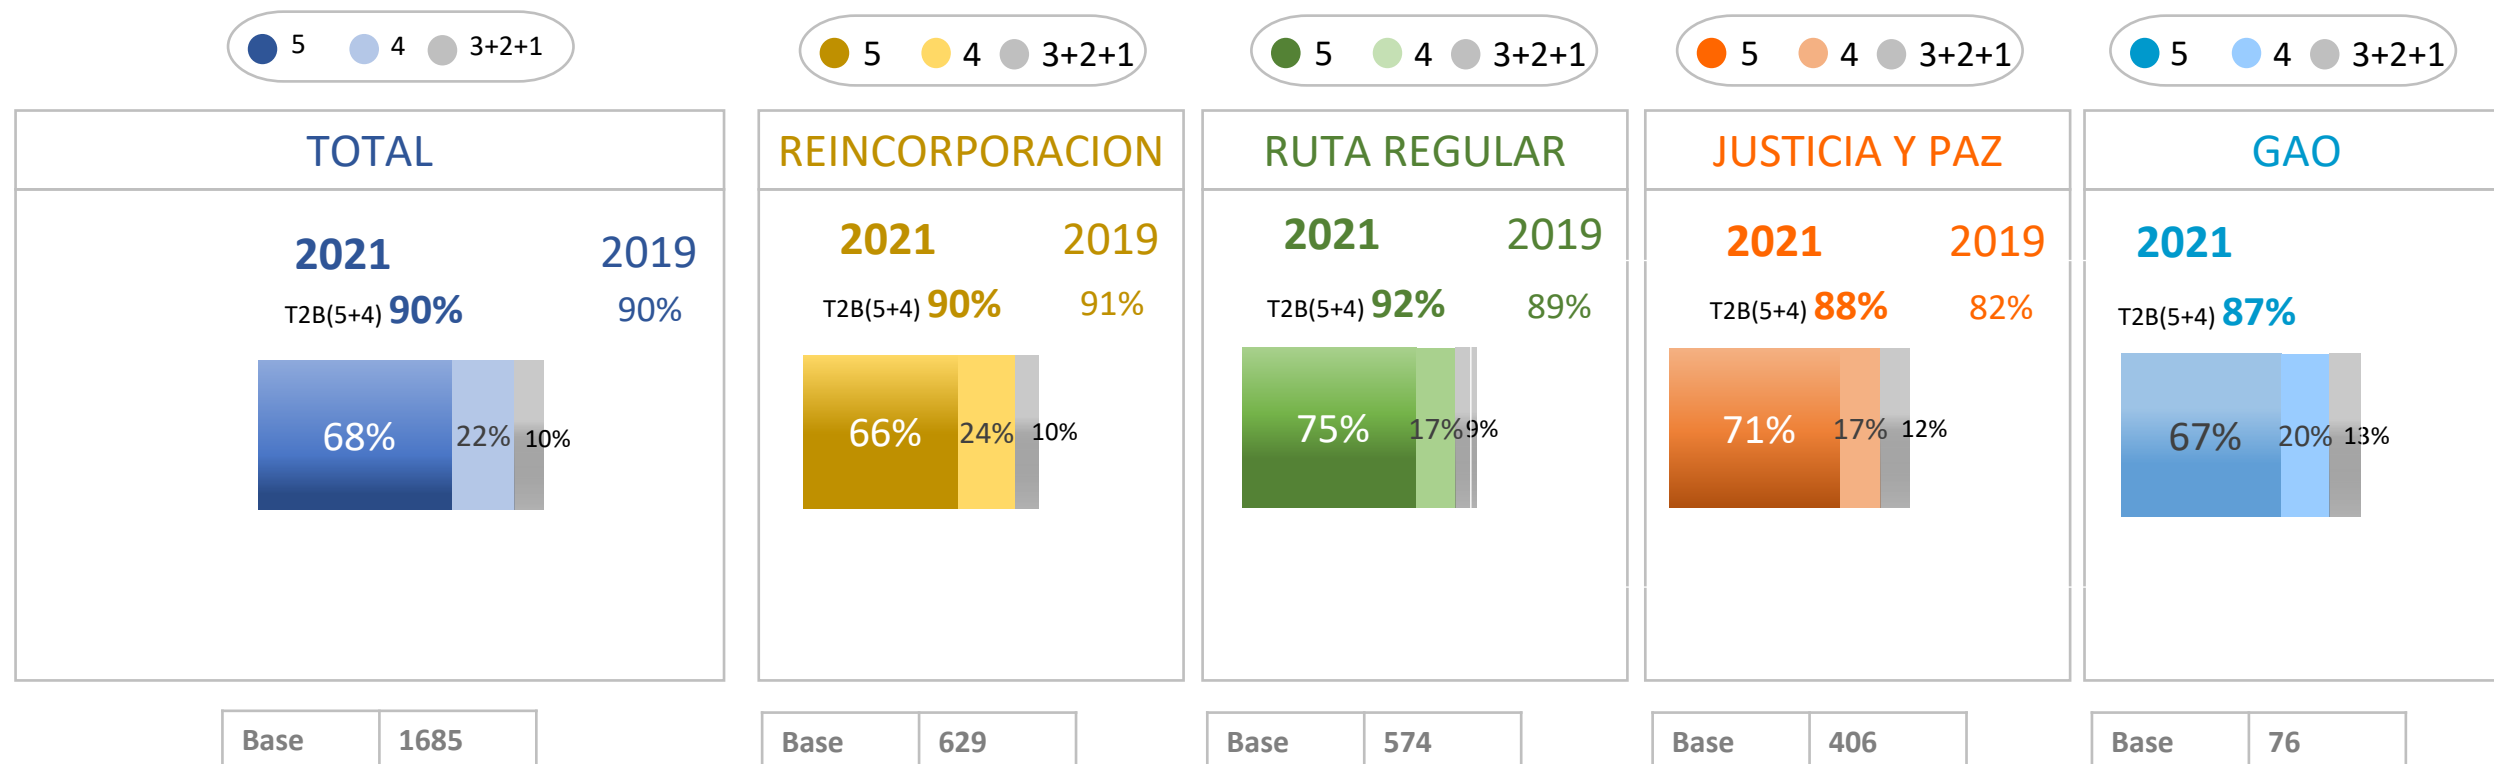 5 4 3+2+1
5 4 3+2+1
5 4 3+2+1
5 4 3+2+1
5 4 3+2+1
TOTAL
2021 2019
T2B(5+4) 90% 90%
68% 22% 10%
Base 1685
REINCORPORACION
2021 2019
T2B(5+4) 90% 91%
66% 24% 10%
Base 629
RUTA REGULAR
2021 2019
T2B(5+4) 92% 89%
75% 17% 9%
Base 574
JUSTICIA Y PAZ
2021 2019
T2B(5+4) 88% 82%
71% 17% 12%
Base 406
GAO
2021
T2B(5+4) 87%
67% 20% 13%
Base 76